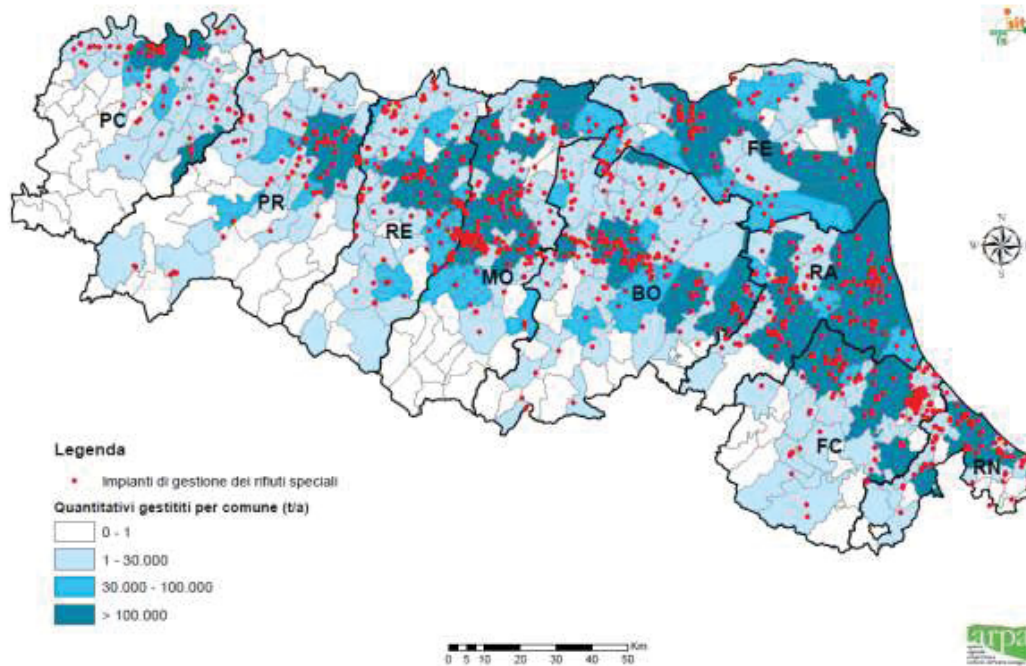 sit
PC
FE
PR
RE
RA
MO
BO
N
W
E
S
FC
RN
Legenda
Impianti di gestione dei rifiuti speciali
Quantitativi gestititi per comune (t/a)
0 - 1
1 - 30.000
30.000 - 100.000
> 100.000
Km
0 5 10 20 30 40 50
arpa